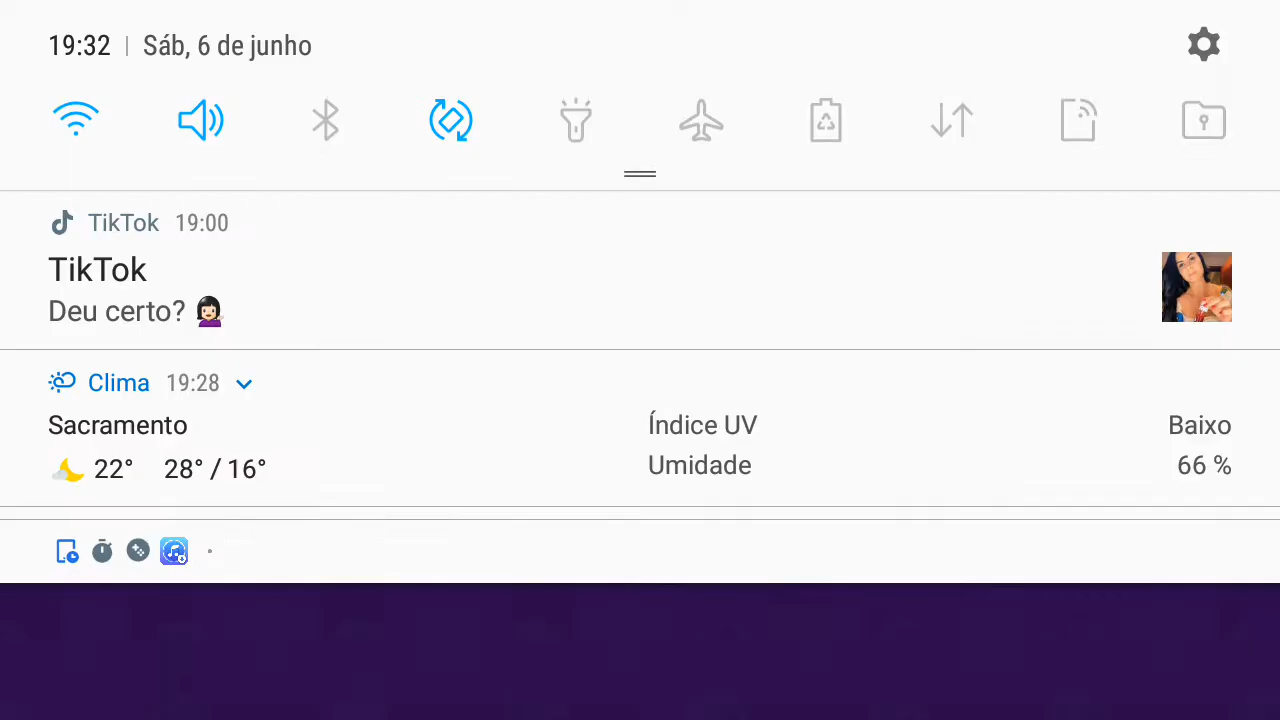 19:32 | Sáb, 6 de junho
TikTok 19:00
TikTok
Deu certo? 💁🏻‍♀️
Clima 19:28
Sacramento Índice UV Baixo
22° 28° / 16° Umidade 66 %